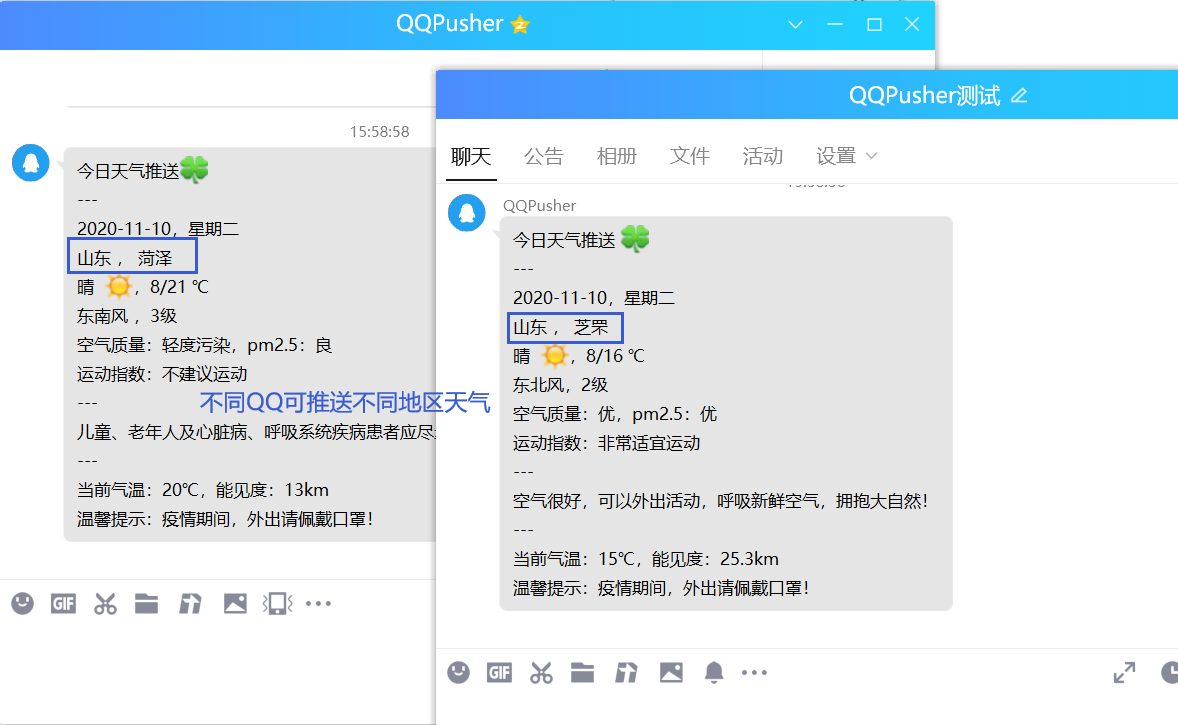 QQPusher
15:58:58
今日天气推送
---
2020-11-10，星期二
山东 ， 菏泽
晴 ，8/21 ℃
东南风 ，3级
空气质量：轻度污染，pm2.5：良
运动指数：不建议运动
---
不同QQ可推送不同地区天气
儿童、老年人及心脏病、呼吸系统疾病患者应尽
---
当前气温：20℃，能见度：13km
温馨提示：疫情期间，外出请佩戴口罩！
GIF
QQPusher测试
聊天 公告 相册 文件 活动 设置
QQPusher
今日天气推送
---
2020-11-10，星期二
山东 ， 芝罘
晴 ，8/16 ℃
东北风，2级
空气质量：优，pm2.5：优
运动指数：非常适宜运动
---
空气很好，可以外出活动，呼吸新鲜空气，拥抱大自然！
---
当前气温：15℃，能见度：25.3km
温馨提示：疫情期间，外出请佩戴口罩！
GIF